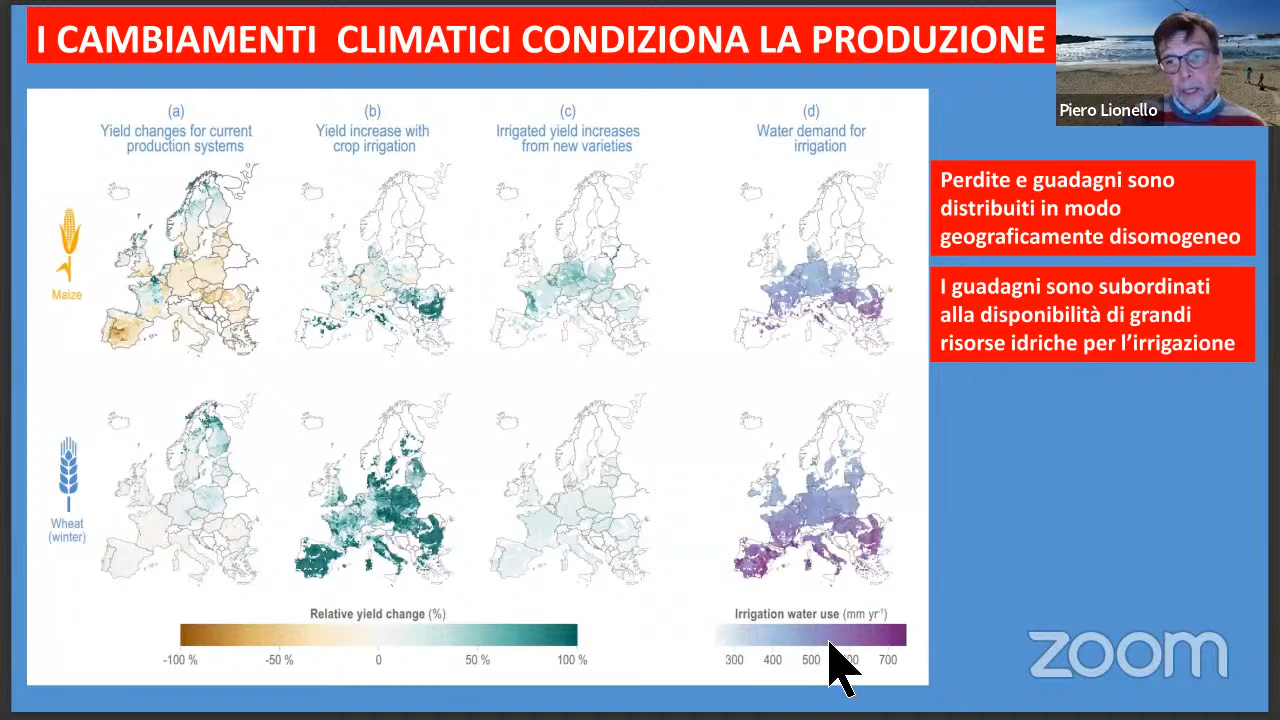 I CAMBIAMENTI CLIMATICI CONDIZIONA LA PRODUZIONE
Piero Lionello
(a)
Yield changes for current
production systems
(b)
Yield increase with
crop irrigation
(c)
Irrigated yield increases
from new varieties
(d)
Water demand for
irrigation
Maize
Wheat
(winter)
Relative yield change (%)
-100 %
-50 %
0
50 %
100 %
Irrigation water use (mm yr⁻¹)
300
400
500
700
Perdite e guadagni sono
distribuiti in modo
geograficamente disomogeneo
I guadagni sono subordinati
alla disponibilità di grandi
risorse idriche per l'irrigazione
zoom